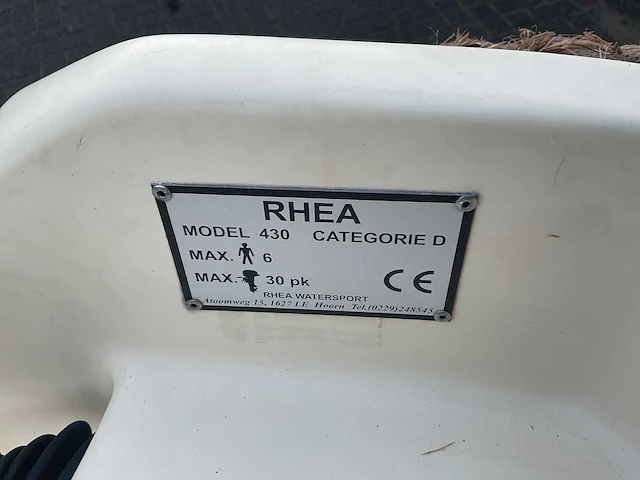 RHEA
MODEL 430 CATEGORIE D
MAX. 6
MAX. 30 pk
CE
RHEA WATERSPORT
Atoomweg 15, 1627 LE Hoorn Tel.(0229)248545